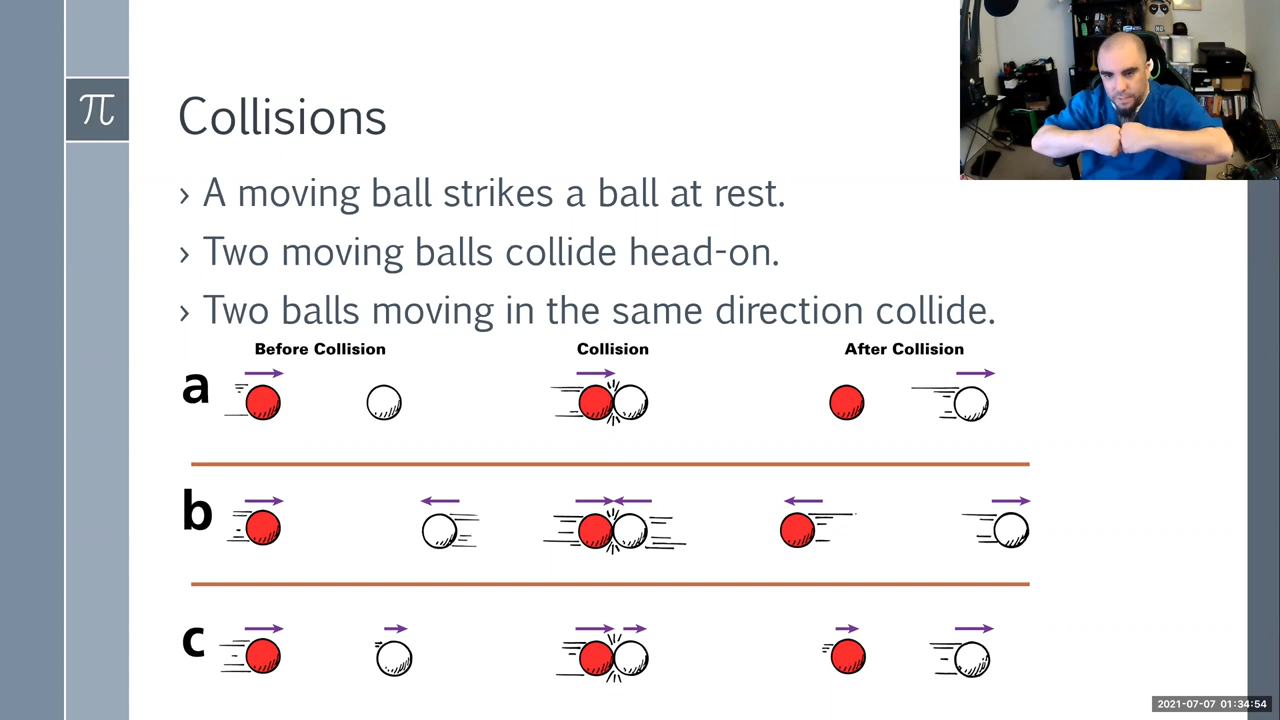 π
Collisions
› A moving ball strikes a ball at rest.
› Two moving balls collide head-on.
› Two balls moving in the same direction collide.
Before Collision Collision After Collision
a
b
c
2021-07-07 01:34:54